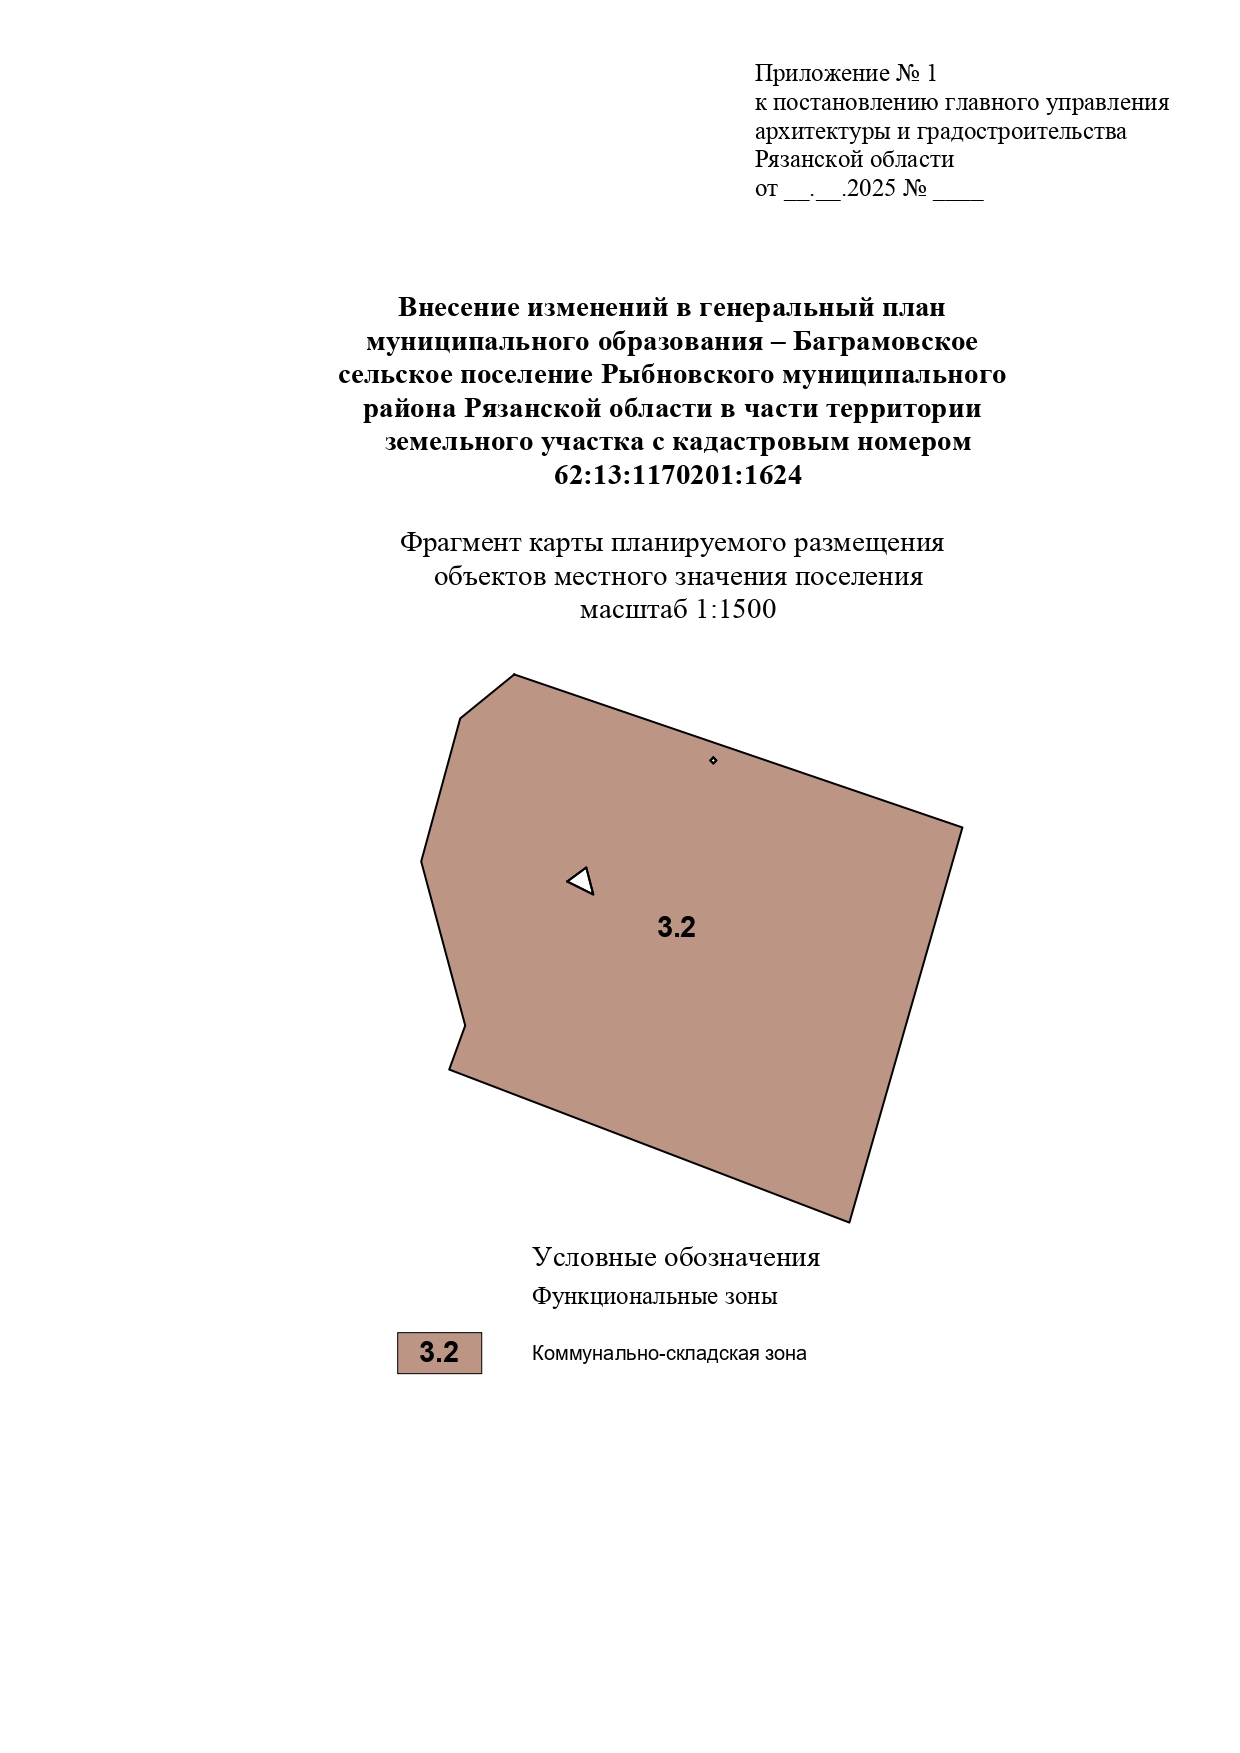 Приложение № 1
к постановлению главного управления
архитектуры и градостроительства
Рязанской области
от __.__.2025 № ____
Внесение изменений в генеральный план
муниципального образования – Баграмовское
сельское поселение Рыбновского муниципального
района Рязанской области в части территории
земельного участка с кадастровым номером
62:13:1170201:1624
Фрагмент карты планируемого размещения
объектов местного значения поселения
масштаб 1:1500
3.2
Условные обозначения
Функциональные зоны
3.2 Коммунально-складская зона